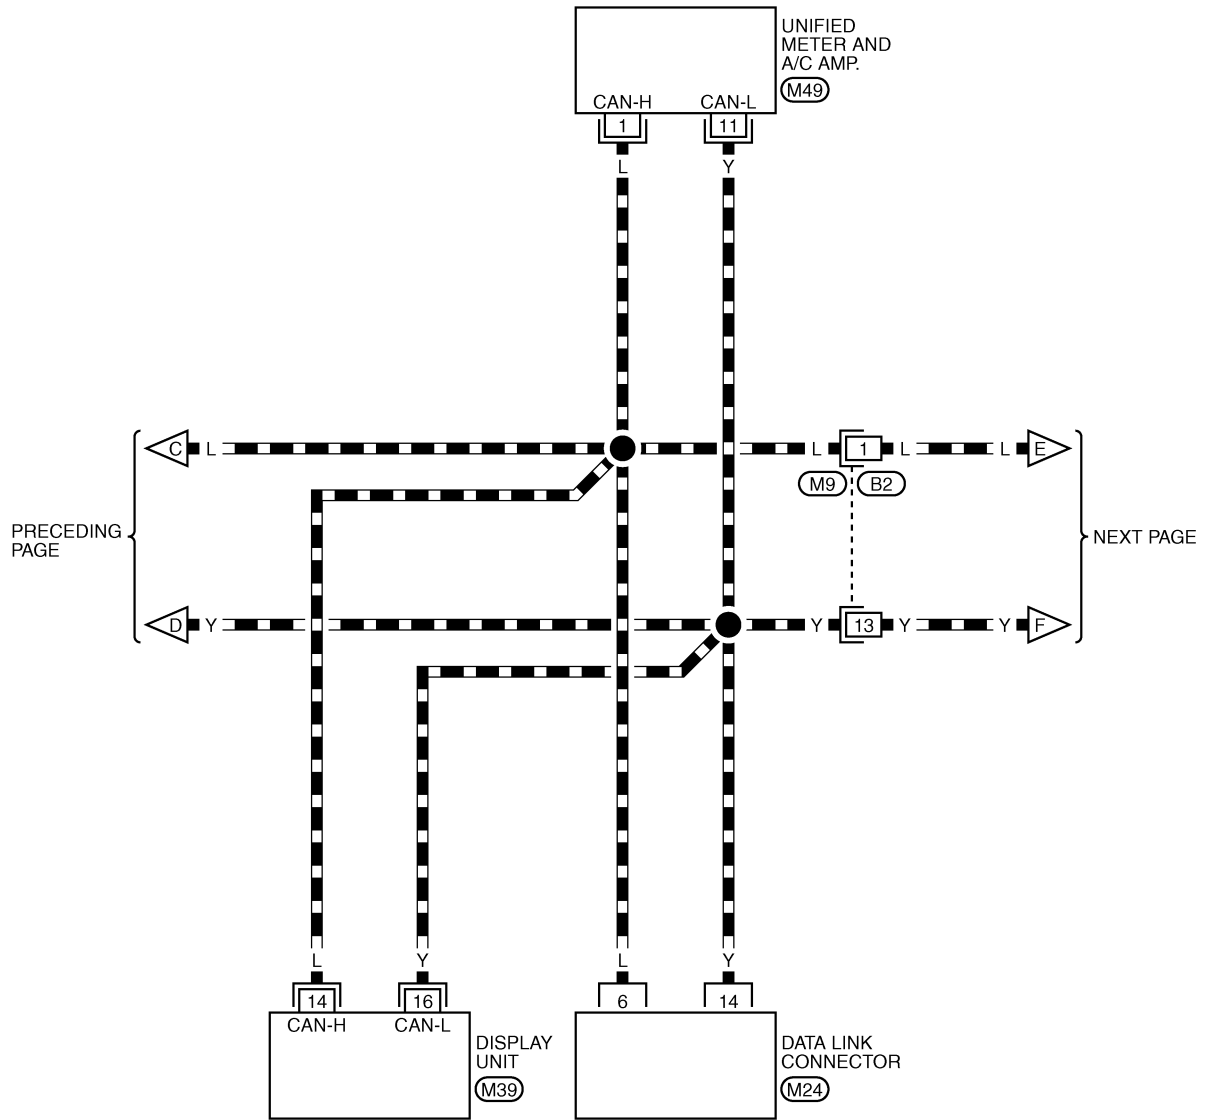 UNIFIED
METER AND
A/C AMP.
M49
CAN-H CAN-L
1 11
L Y
C L L 1 L L E
M9 B2
PRECEDING
PAGE
NEXT PAGE
D Y Y 13 Y Y F
L Y L Y
14 16 6 14
CAN-H CAN-L
DISPLAY
UNIT
M39
DATA LINK
CONNECTOR
M24